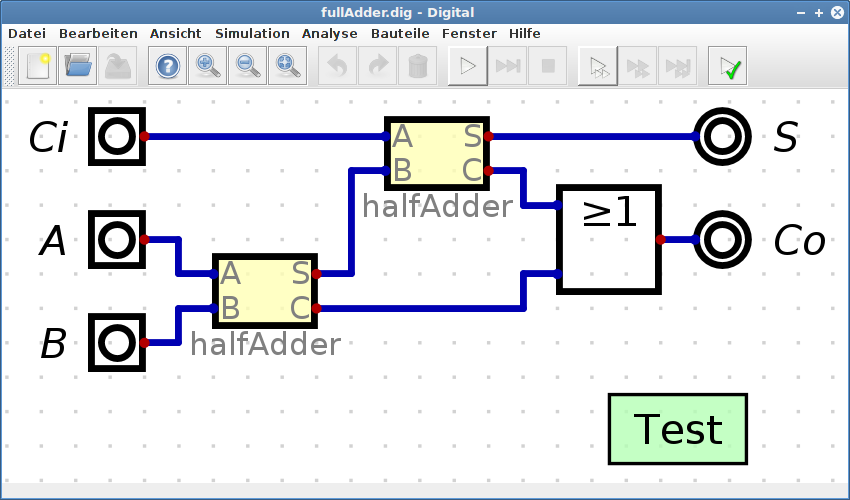 fullAdder.dig - Digital
Datei Bearbeiten Ansicht Simulation Analyse Bauteile Fenster Hilfe
?
Ci
A S
B C
halfAdder
S
≥1
A
A S
B C
halfAdder
Co
B
Test